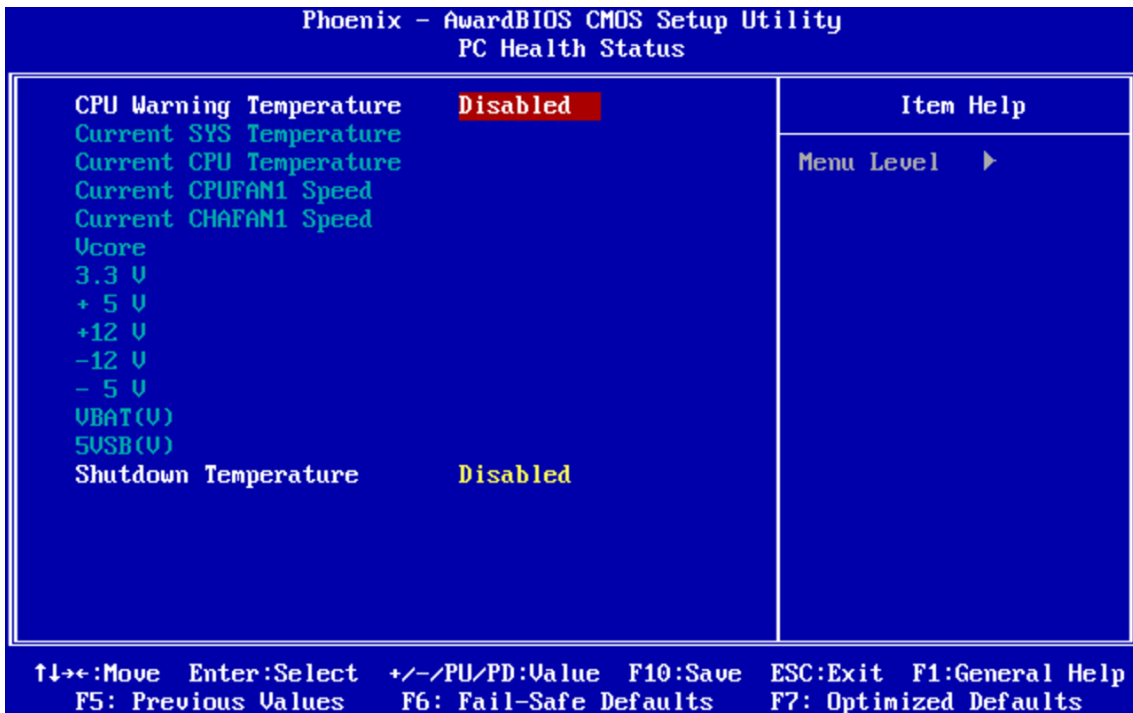 Phoenix - AwardBIOS CMOS Setup Utility
PC Health Status
CPU Warning Temperature Disabled
Current SYS Temperature
Current CPU Temperature
Current CPUFAN1 Speed
Current CHAFAN1 Speed
Vcore
3.3 V
+ 5 V
+12 V
-12 V
- 5 V
VBAT(V)
5VSB(V)
Shutdown Temperature Disabled
Item Help
Menu Level ▶
↑↓→←:Move Enter:Select +/-/PU/PD:Value F10:Save ESC:Exit F1:General Help
F5: Previous Values F6: Fail-Safe Defaults F7: Optimized Defaults